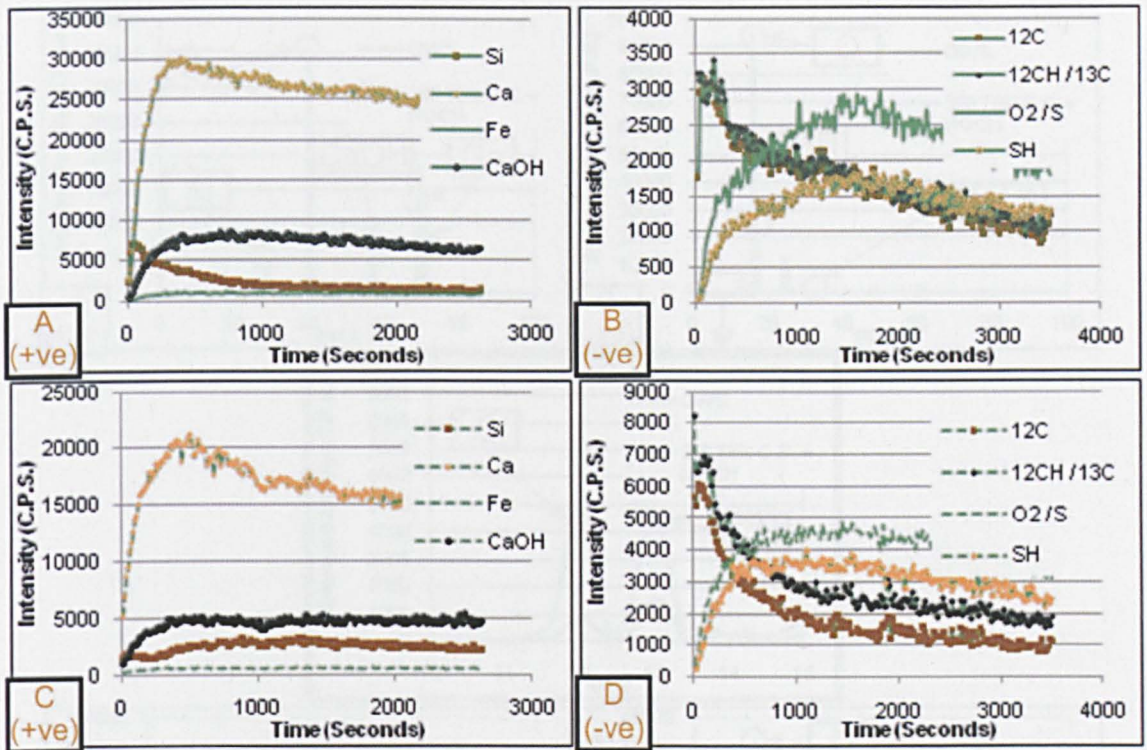 35000
30000
25000
20000
15000
10000
5000
0
Intensity (C.P.S.)
0 1000 2000 3000
Time (Seconds)
Si
Ca
Fe
CaOH
A
(+ve)
4000
3500
3000
2500
2000
1500
1000
500
0
Intensity (C.P.S.)
0 1000 2000 3000 4000
Time (Seconds)
12C
12CH /13C
O2/S
SH
B
(-ve)
25000
20000
15000
10000
5000
0
Intensity (C.P.S.)
0 1000 2000 3000
Time (Seconds)
Si
Ca
Fe
CaOH
C
(+ve)
9000
8000
7000
6000
5000
4000
3000
2000
1000
0
Intensity (C.P.S.)
0 1000 2000 3000 4000
Time (Seconds)
12C
12CH /13C
O2/S
SH
D
(-ve)